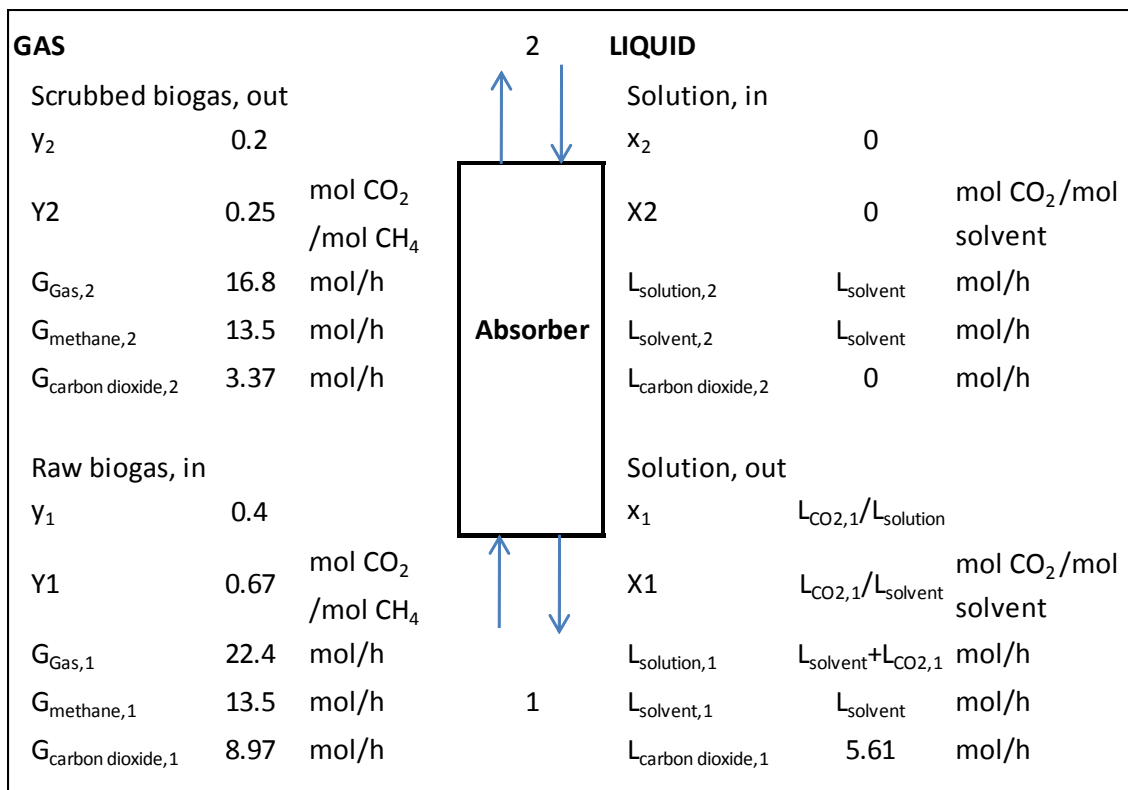 GAS 2 LIQUID
Scrubbed biogas, out Solution, in
y2 0.2 x2 0
Y2 0.25 mol CO2 /mol CH4 X2 0 mol CO2/mol solvent
GGas,2 16.8 mol/h Lsolution,2 Lsolvent mol/h
Gmethane,2 13.5 mol/h Absorber Lsolvent,2 Lsolvent mol/h
Gcarbon dioxide,2 3.37 mol/h Lcarbon dioxide,2 0 mol/h
Raw biogas, in Solution, out
y1 0.4 x1 LCO2,1/Lsolution
Y1 0.67 mol CO2 /mol CH4 X1 LCO2,1/Lsolvent mol CO2/mol solvent
GGas,1 22.4 mol/h Lsolution,1 Lsolvent+LCO2,1 mol/h
Gmethane,1 13.5 mol/h 1 Lsolvent,1 Lsolvent mol/h
Gcarbon dioxide,1 8.97 mol/h Lcarbon dioxide,1 5.61 mol/h